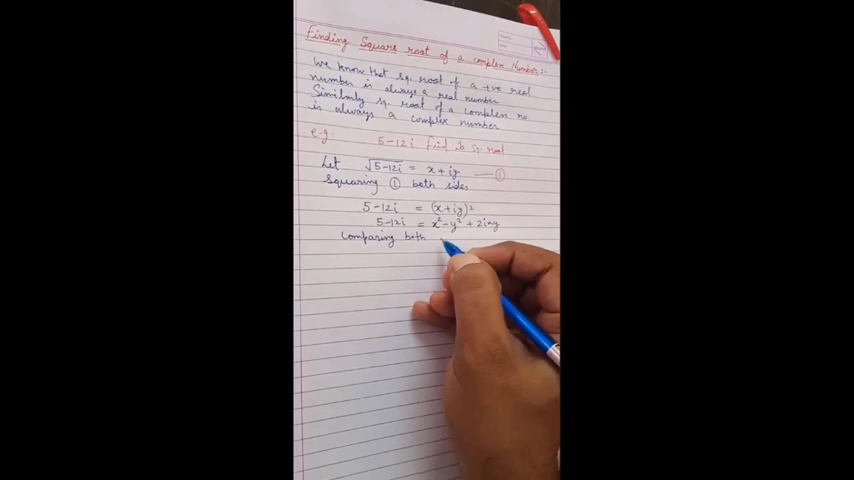 Finding Square root of a complex Number:-
We know that sq. root of a +ve real
number is always a real number
Similarly sq. root of a complex no.
is always a complex number
e.g. 5-12i find its sq. root
Let √5-12i = x+iy —— ①
Squaring ① both sides
5-12i = (x+iy)²
5-12i = x²-y² + 2ixy
Comparing both